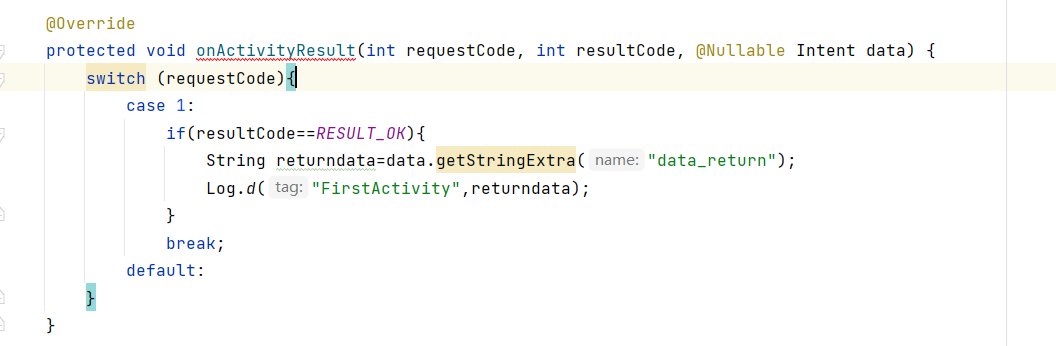 @Override
protected void onActivityResult(int requestCode, int resultCode, @Nullable Intent data) {
    switch (requestCode){
        case 1:
            if(resultCode==RESULT_OK){
                String returndata=data.getStringExtra( name: "data_return");
                Log.d( tag: "FirstActivity",returndata);
            }
            break;
        default:
    }
}